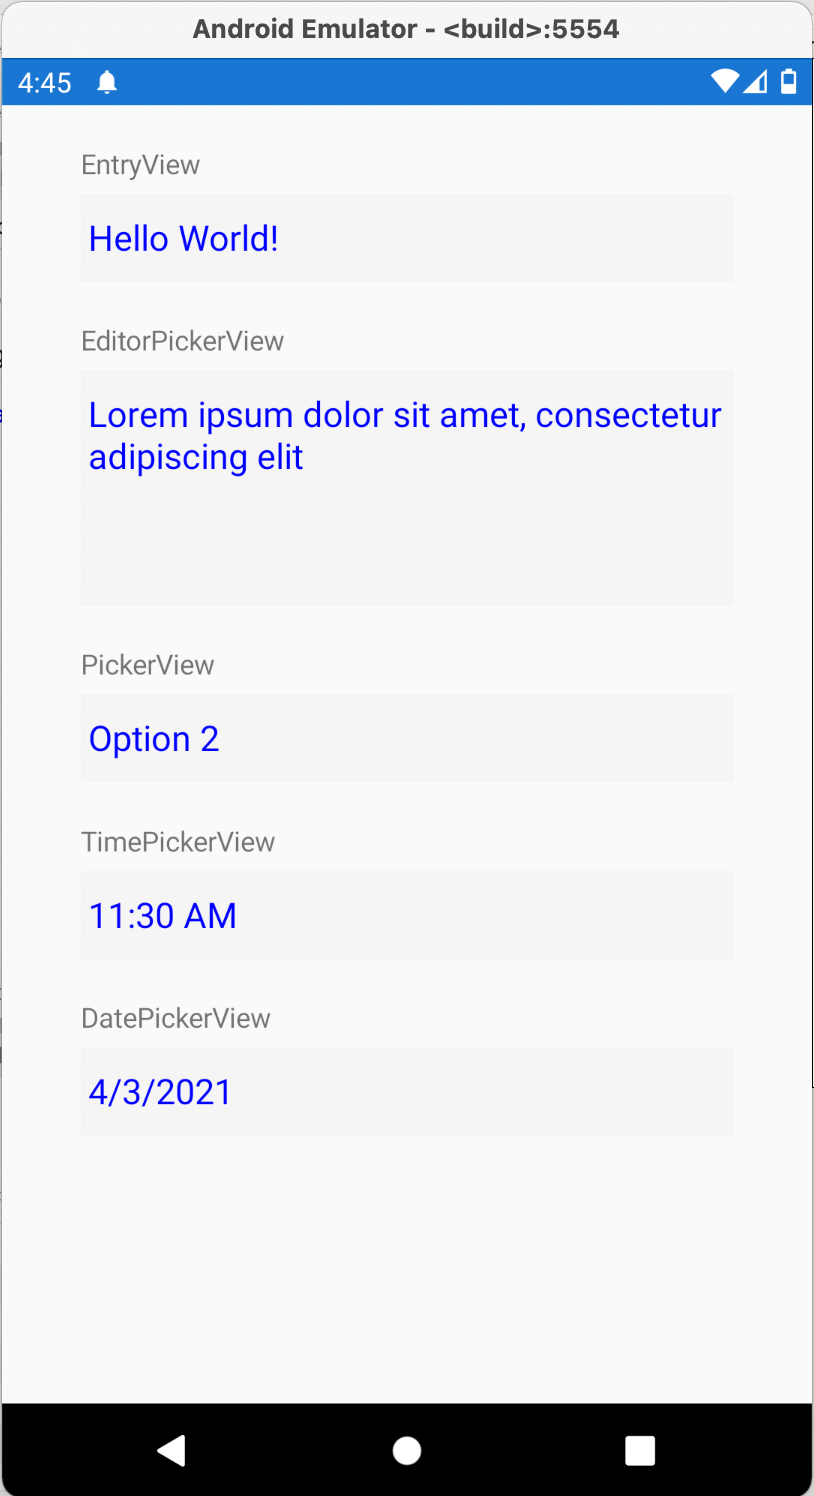 Android Emulator - <build>:5554
4:45
EntryView
Hello World!
EditorPickerView
Lorem ipsum dolor sit amet, consectetur
adipiscing elit
PickerView
Option 2
TimePickerView
11:30 AM
DatePickerView
4/3/2021